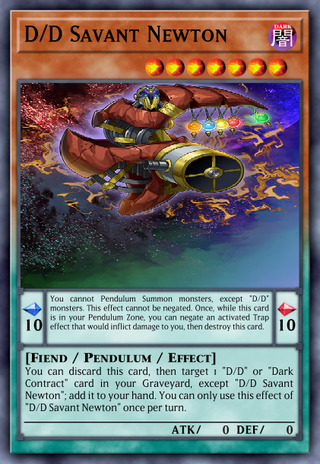 D/D Savant Newton
DARK
闇
You cannot Pendulum Summon monsters, except "D/D"
monsters. This effect cannot be negated. Once, while this card
is in your Pendulum Zone, you can negate an activated Trap
effect that would inflict damage to you, then destroy this card.
10
10
[Fiend / Pendulum / Effect]
You can discard this, then target 1 "D/D" or "Dark
Contract" card in your Graveyard, except "D/D Savant
Newton"; add it to your hand. You can only use this effect of
"D/D Savant Newton" once per turn.
ATK/ 0 DEF/ 0